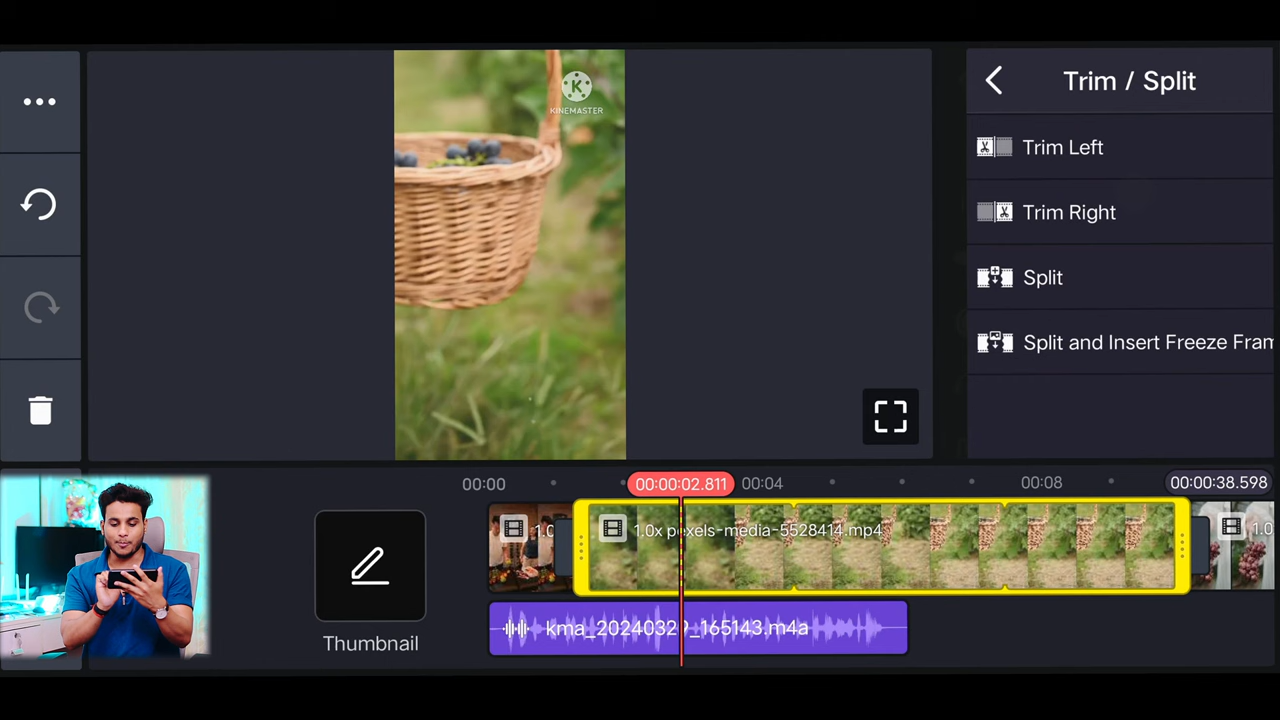 K
KINEMASTER
Trim / Split
Trim Left
Trim Right
Split
Split and Insert Freeze Fram
00:00
00:00:02.811
00:04
00:08
00:00:38.598
1.0
1.0x pexels-media-5528414.mp4
1.0
kma_20240329_165143.m4a
Thumbnail